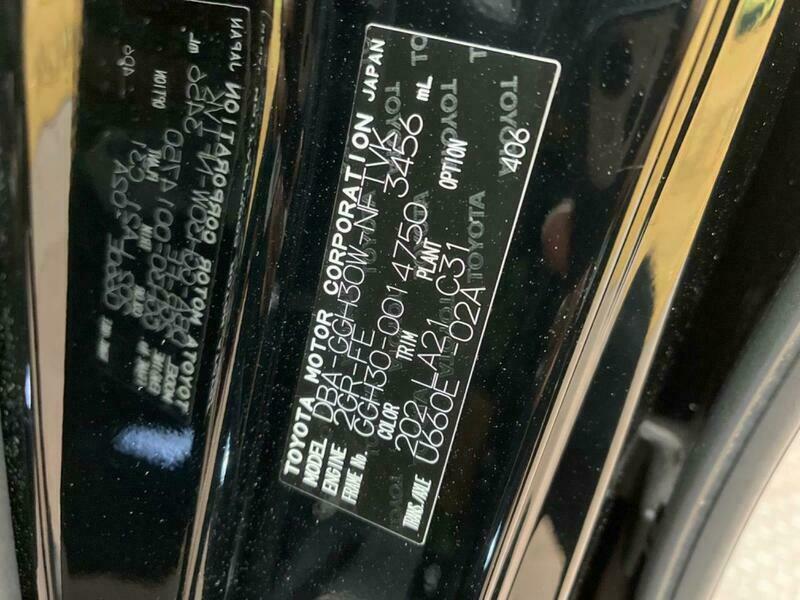 TOYOTA MOTOR CORPORATION JAPAN
MODEL DBA-GGH30W-NFTVK
ENGINE 2GR-FE 3456 mL
FRAME No. GGH30-0014750
COLOR TRIM PLANT OPTION
202 LA21 C31 406
TRANS/AXLE U660E -02A